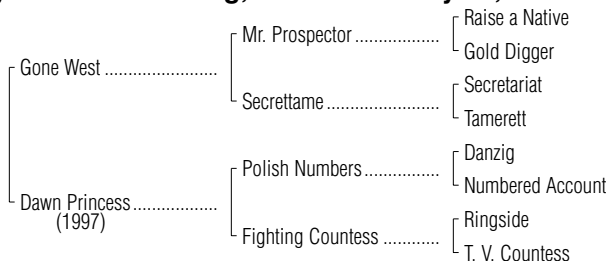 Raise a Native
Mr. Prospector ..................
Gold Digger
Gone West ........................
Secretariat
Secrettame ........................
Tamerett
Danzig
Polish Numbers................
Numbered Account
Dawn Princess..................
(1997)
Ringside
Fighting Countess ............
T. V. Countess